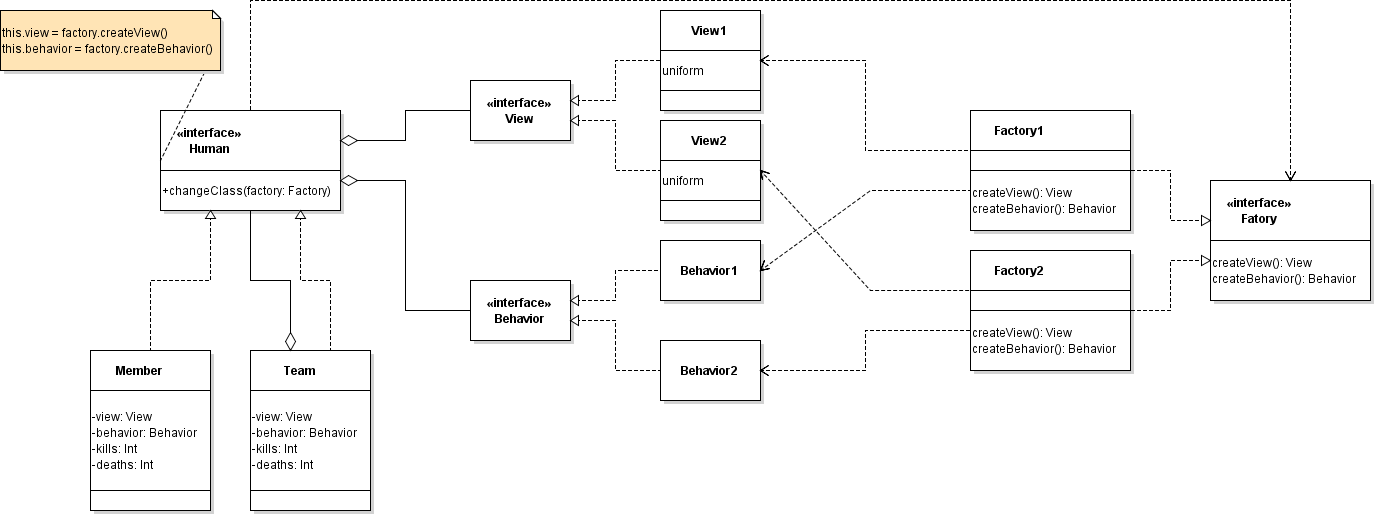 this.view = factory.createView()
this.behavior = factory.createBehavior()
«interface»
Human
+changeClass(factory: Factory)
Member
-view: View
-behavior: Behavior
-kills: Int
-deaths: Int
Team
-view: View
-behavior: Behavior
-kills: Int
-deaths: Int
«interface»
View
«interface»
Behavior
View1
uniform
View2
uniform
Behavior1
Behavior2
Factory1
createView(): View
createBehavior(): Behavior
Factory2
createView(): View
createBehavior(): Behavior
«interface»
Fatory
createView(): View
createBehavior(): Behavior